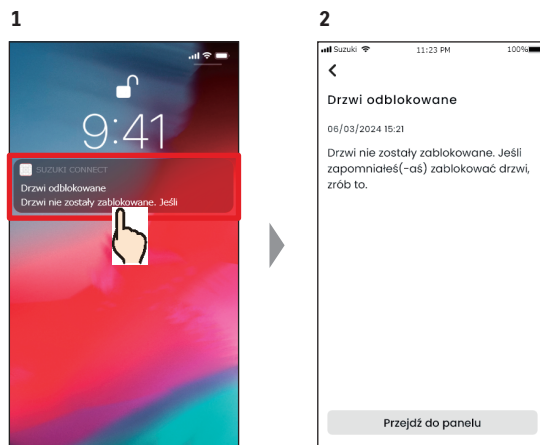 1
9:41
SUZUKI CONNECT
Drzwi odblokowane
Drzwi nie zostały zablokowane. Jeśli
2
Suzuki 11:23 PM 100%
Drzwi odblokowane
06/03/2024 15:21
Drzwi nie zostały zablokowane. Jeśli
zapomniałeś(-aś) zablokować drzwi,
zrób to.
Przejdź do panelu